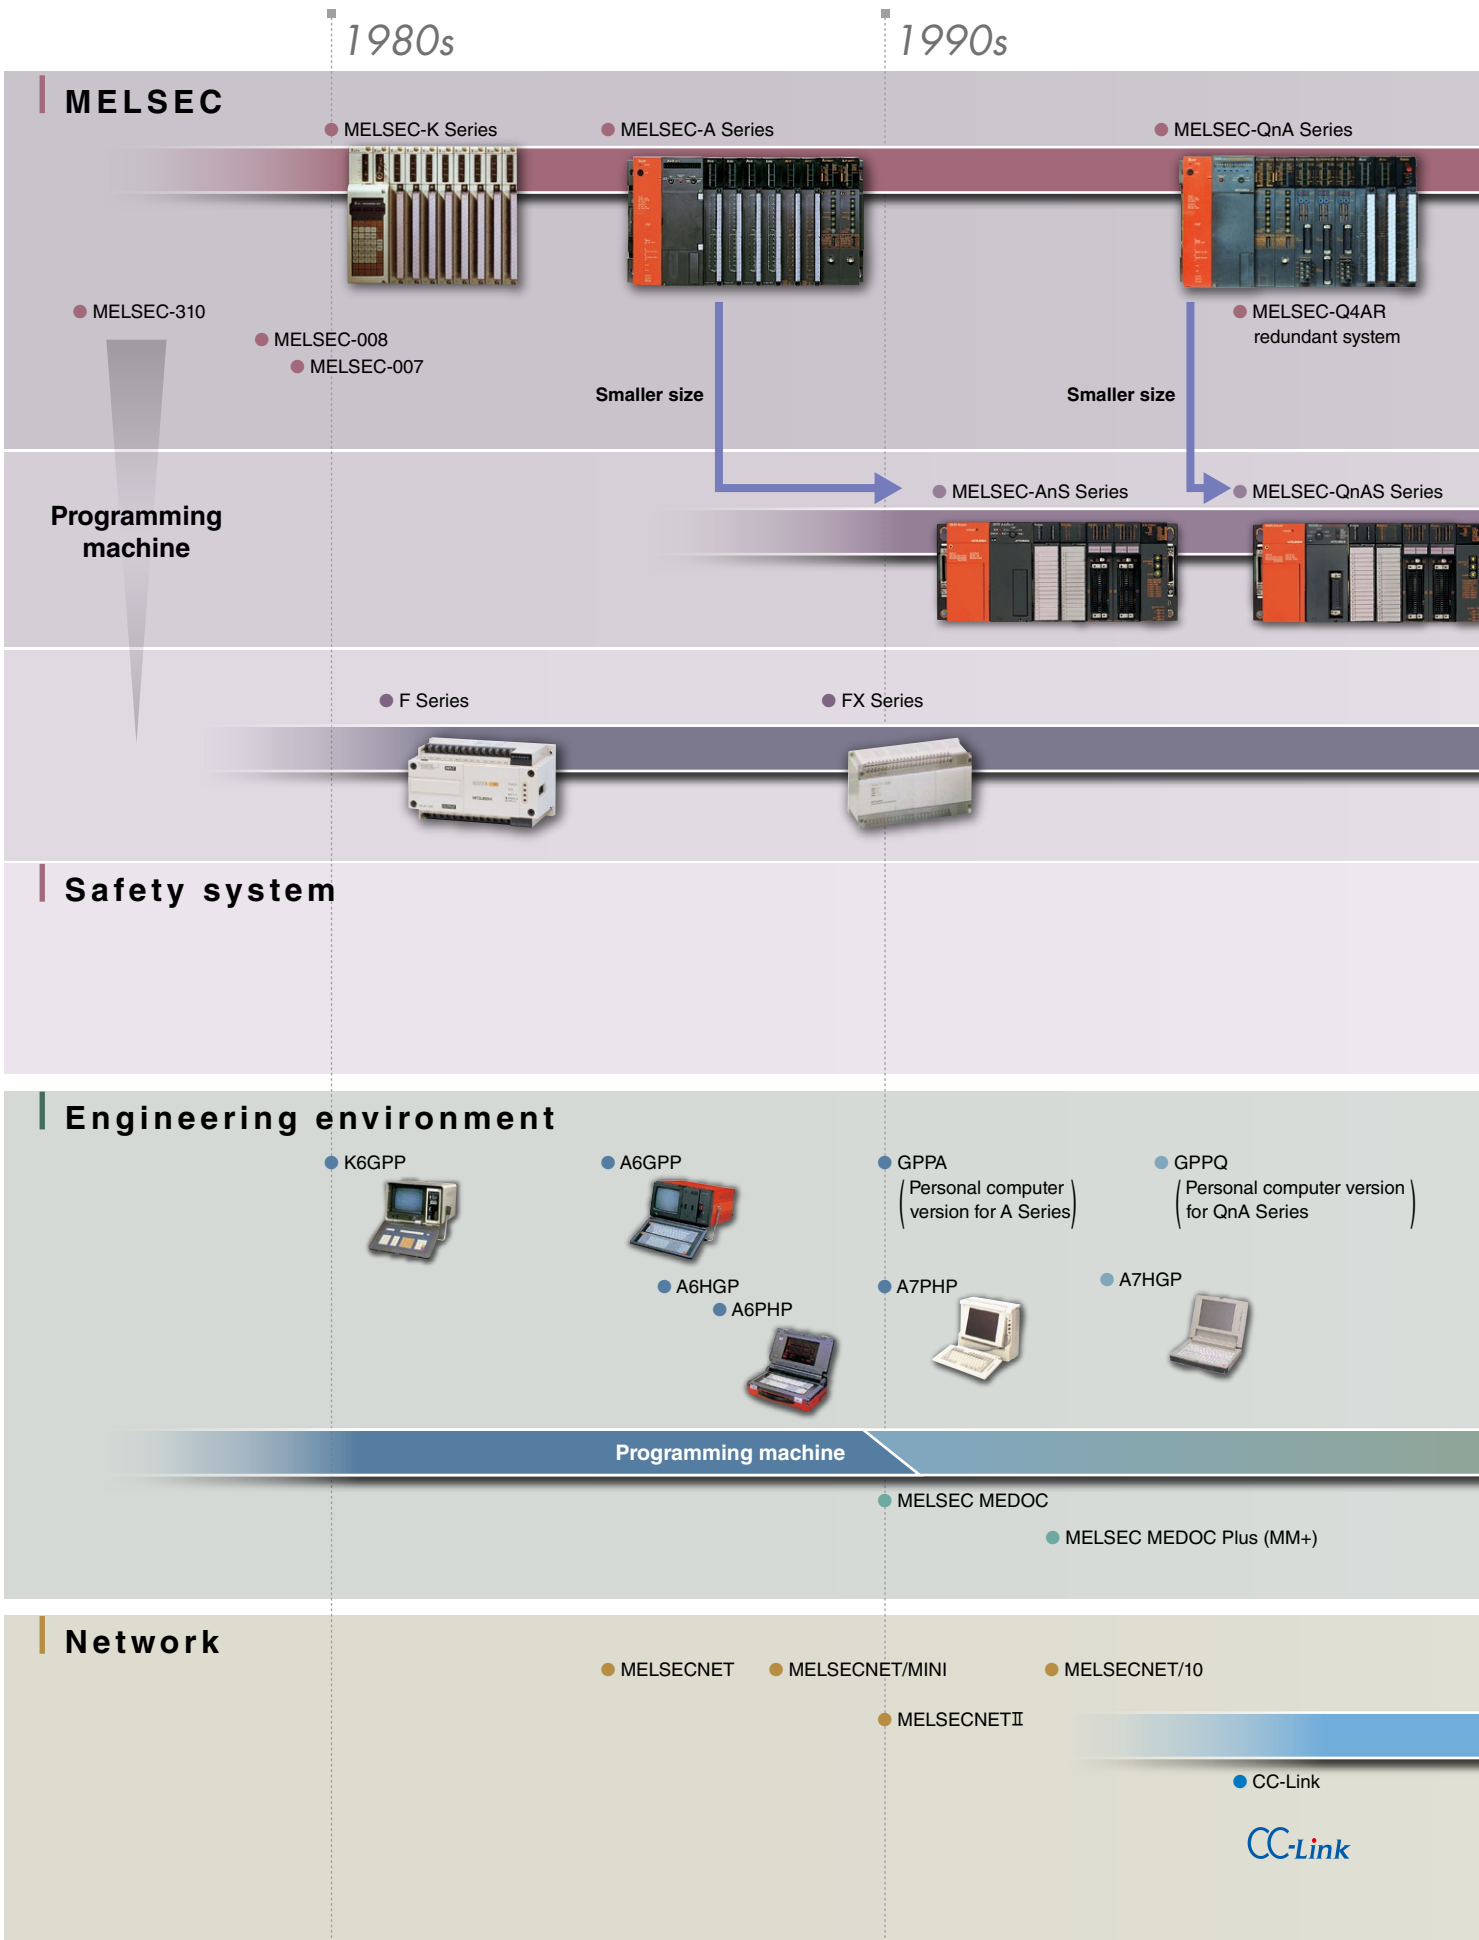 1980s
1990s
MELSEC
MELSEC-K Series
MELSEC-A Series
MELSEC-QnA Series
MELSEC-310
MELSEC-008
MELSEC-007
MELSEC-Q4AR
redundant system
Smaller size
Smaller size
MELSEC-AnS Series
MELSEC-QnAS Series
Programming
machine
F Series
FX Series
Safety system
Engineering environment
K6GPP
A6GPP
GPPA
(Personal computer
version for A Series)
GPPQ
(Personal computer version
for QnA Series)
A6HGP
A6PHP
A7PHP
A7HGP
Programming machine
MELSEC MEDOC
MELSEC MEDOC Plus (MM+)
Network
MELSECNET
MELSECNET/MINI
MELSECNET/10
MELSECNETⅡ
CC-Link
CC-Link